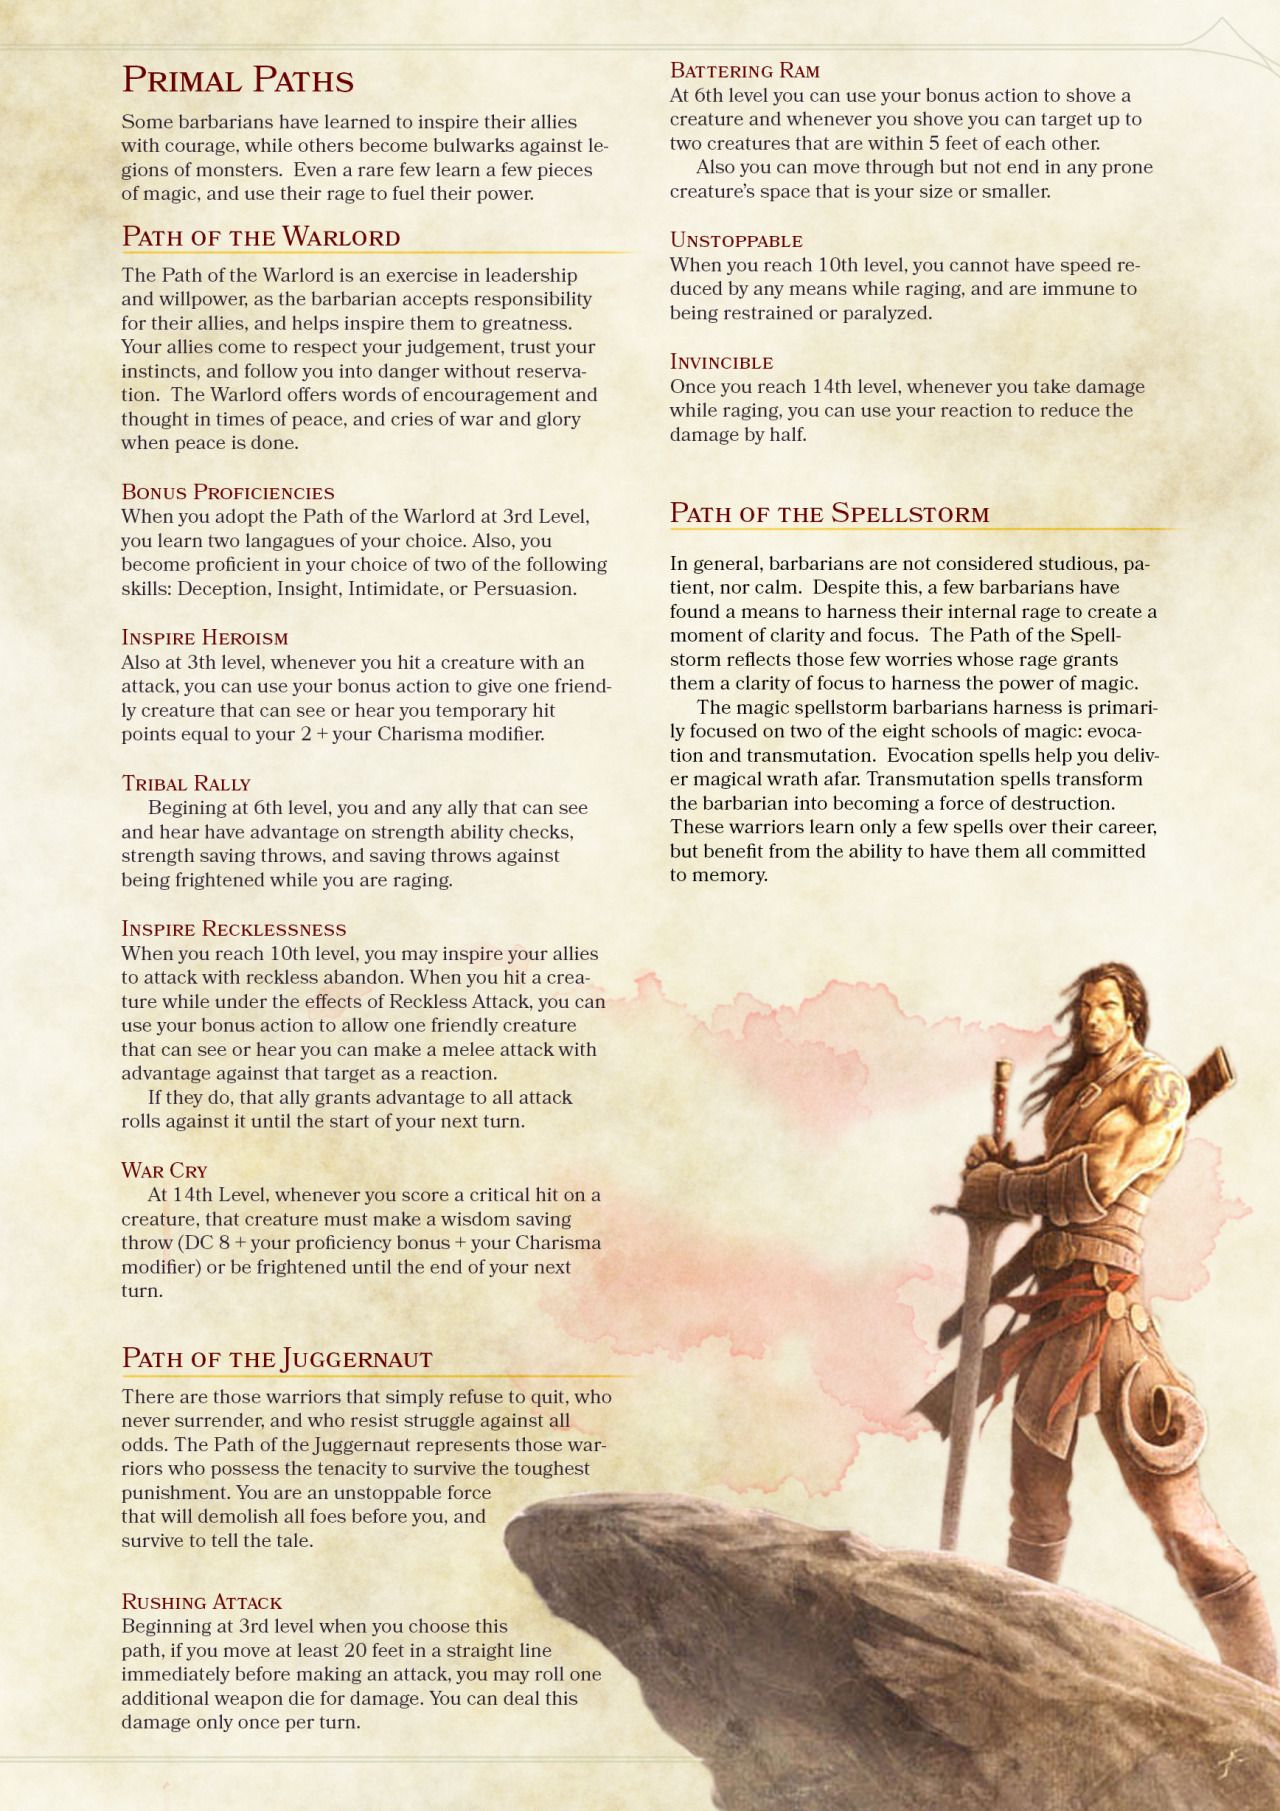 Primal Paths
Some barbarians have learned to inspire their allies
with courage, while others become bulwarks against le-
gions of monsters.  Even a rare few learn a few pieces
of magic, and use their rage to fuel their power.
Path of the Warlord
The Path of the Warlord is an exercise in leadership
and willpower, as the barbarian accepts responsibility
for their allies, and helps inspire them to greatness.
Your allies come to respect your judgement, trust your
instincts, and follow you into danger without reserva-
tion.  The Warlord offers words of encouragement and
thought in times of peace, and cries of war and glory
when peace is done.
Bonus Proficiencies
When you adopt the Path of the Warlord at 3rd Level,
you learn two langagues of your choice. Also, you
become proficient in your choice of two of the following
skills: Deception, Insight, Intimidate, or Persuasion.
Inspire Heroism
Also at 3th level, whenever you hit a creature with an
attack, you can use your bonus action to give one friend-
ly creature that can see or hear you temporary hit
points equal to your 2 + your Charisma modifier.
Tribal Rally
Begining at 6th level, you and any ally that can see
and hear have advantage on strength ability checks,
strength saving throws, and saving throws against
being frightened while you are raging.
Inspire Recklessness
When you reach 10th level, you may inspire your allies
to attack with reckless abandon. When you hit a crea-
ture while under the effects of Reckless Attack, you can
use your bonus action to allow one friendly creature
that can see or hear you can make a melee attack with
advantage against that target as a reaction.
If they do, that ally grants advantage to all attack
rolls against it until the start of your next turn.
War Cry
At 14th Level, whenever you score a critical hit on a
creature, that creature must make a wisdom saving
throw (DC 8 + your proficiency bonus + your Charisma
modifier) or be frightened until the end of your next
turn.
Path of the Juggernaut
There are those warriors that simply refuse to quit, who
never surrender, and who resist struggle against all
odds. The Path of the Juggernaut represents those war-
riors who possess the tenacity to survive the toughest
punishment. You are an unstoppable force
that will demolish all foes before you, and
survive to tell the tale.
Rushing Attack
Beginning at 3rd level when you choose this
path, if you move at least 20 feet in a straight line
immediately before making an attack, you may roll one
additional weapon die for damage. You can deal this
damage only once per turn.
Battering Ram
At 6th level you can use your bonus action to shove a
creature and whenever you shove you can target up to
two creatures that are within 5 feet of each other.
Also you can move through but not end in any prone
creature's space that is your size or smaller.
Unstoppable
When you reach 10th level, you cannot have speed re-
duced by any means while raging, and are immune to
being restrained or paralyzed.
Invincible
Once you reach 14th level, whenever you take damage
while raging, you can use your reaction to reduce the
damage by half.
Path of the Spellstorm
In general, barbarians are not considered studious, pa-
tient, nor calm.  Despite this, a few barbarians have
found a means to harness their internal rage to create a
moment of clarity and focus.  The Path of the Spell-
storm reflects those few worries whose rage grants
them a clarity of focus to harness the power of magic.
The magic spellstorm barbarians harness is primari-
ly focused on two of the eight schools of magic: evoca-
tion and transmutation.  Evocation spells help you deliv-
er magical wrath afar. Transmutation spells transform
the barbarian into becoming a force of destruction.
These warriors learn only a few spells over their career,
but benefit from the ability to have them all committed
to memory.